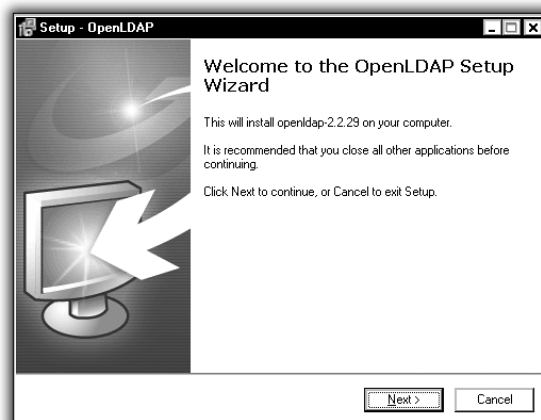 Setup - OpenLDAP
Welcome to the OpenLDAP Setup
Wizard
This will install openldap-2.2.29 on your computer.
It is recommended that you close all other applications before
continuing.
Click Next to continue, or Cancel to exit Setup.
Next > Cancel